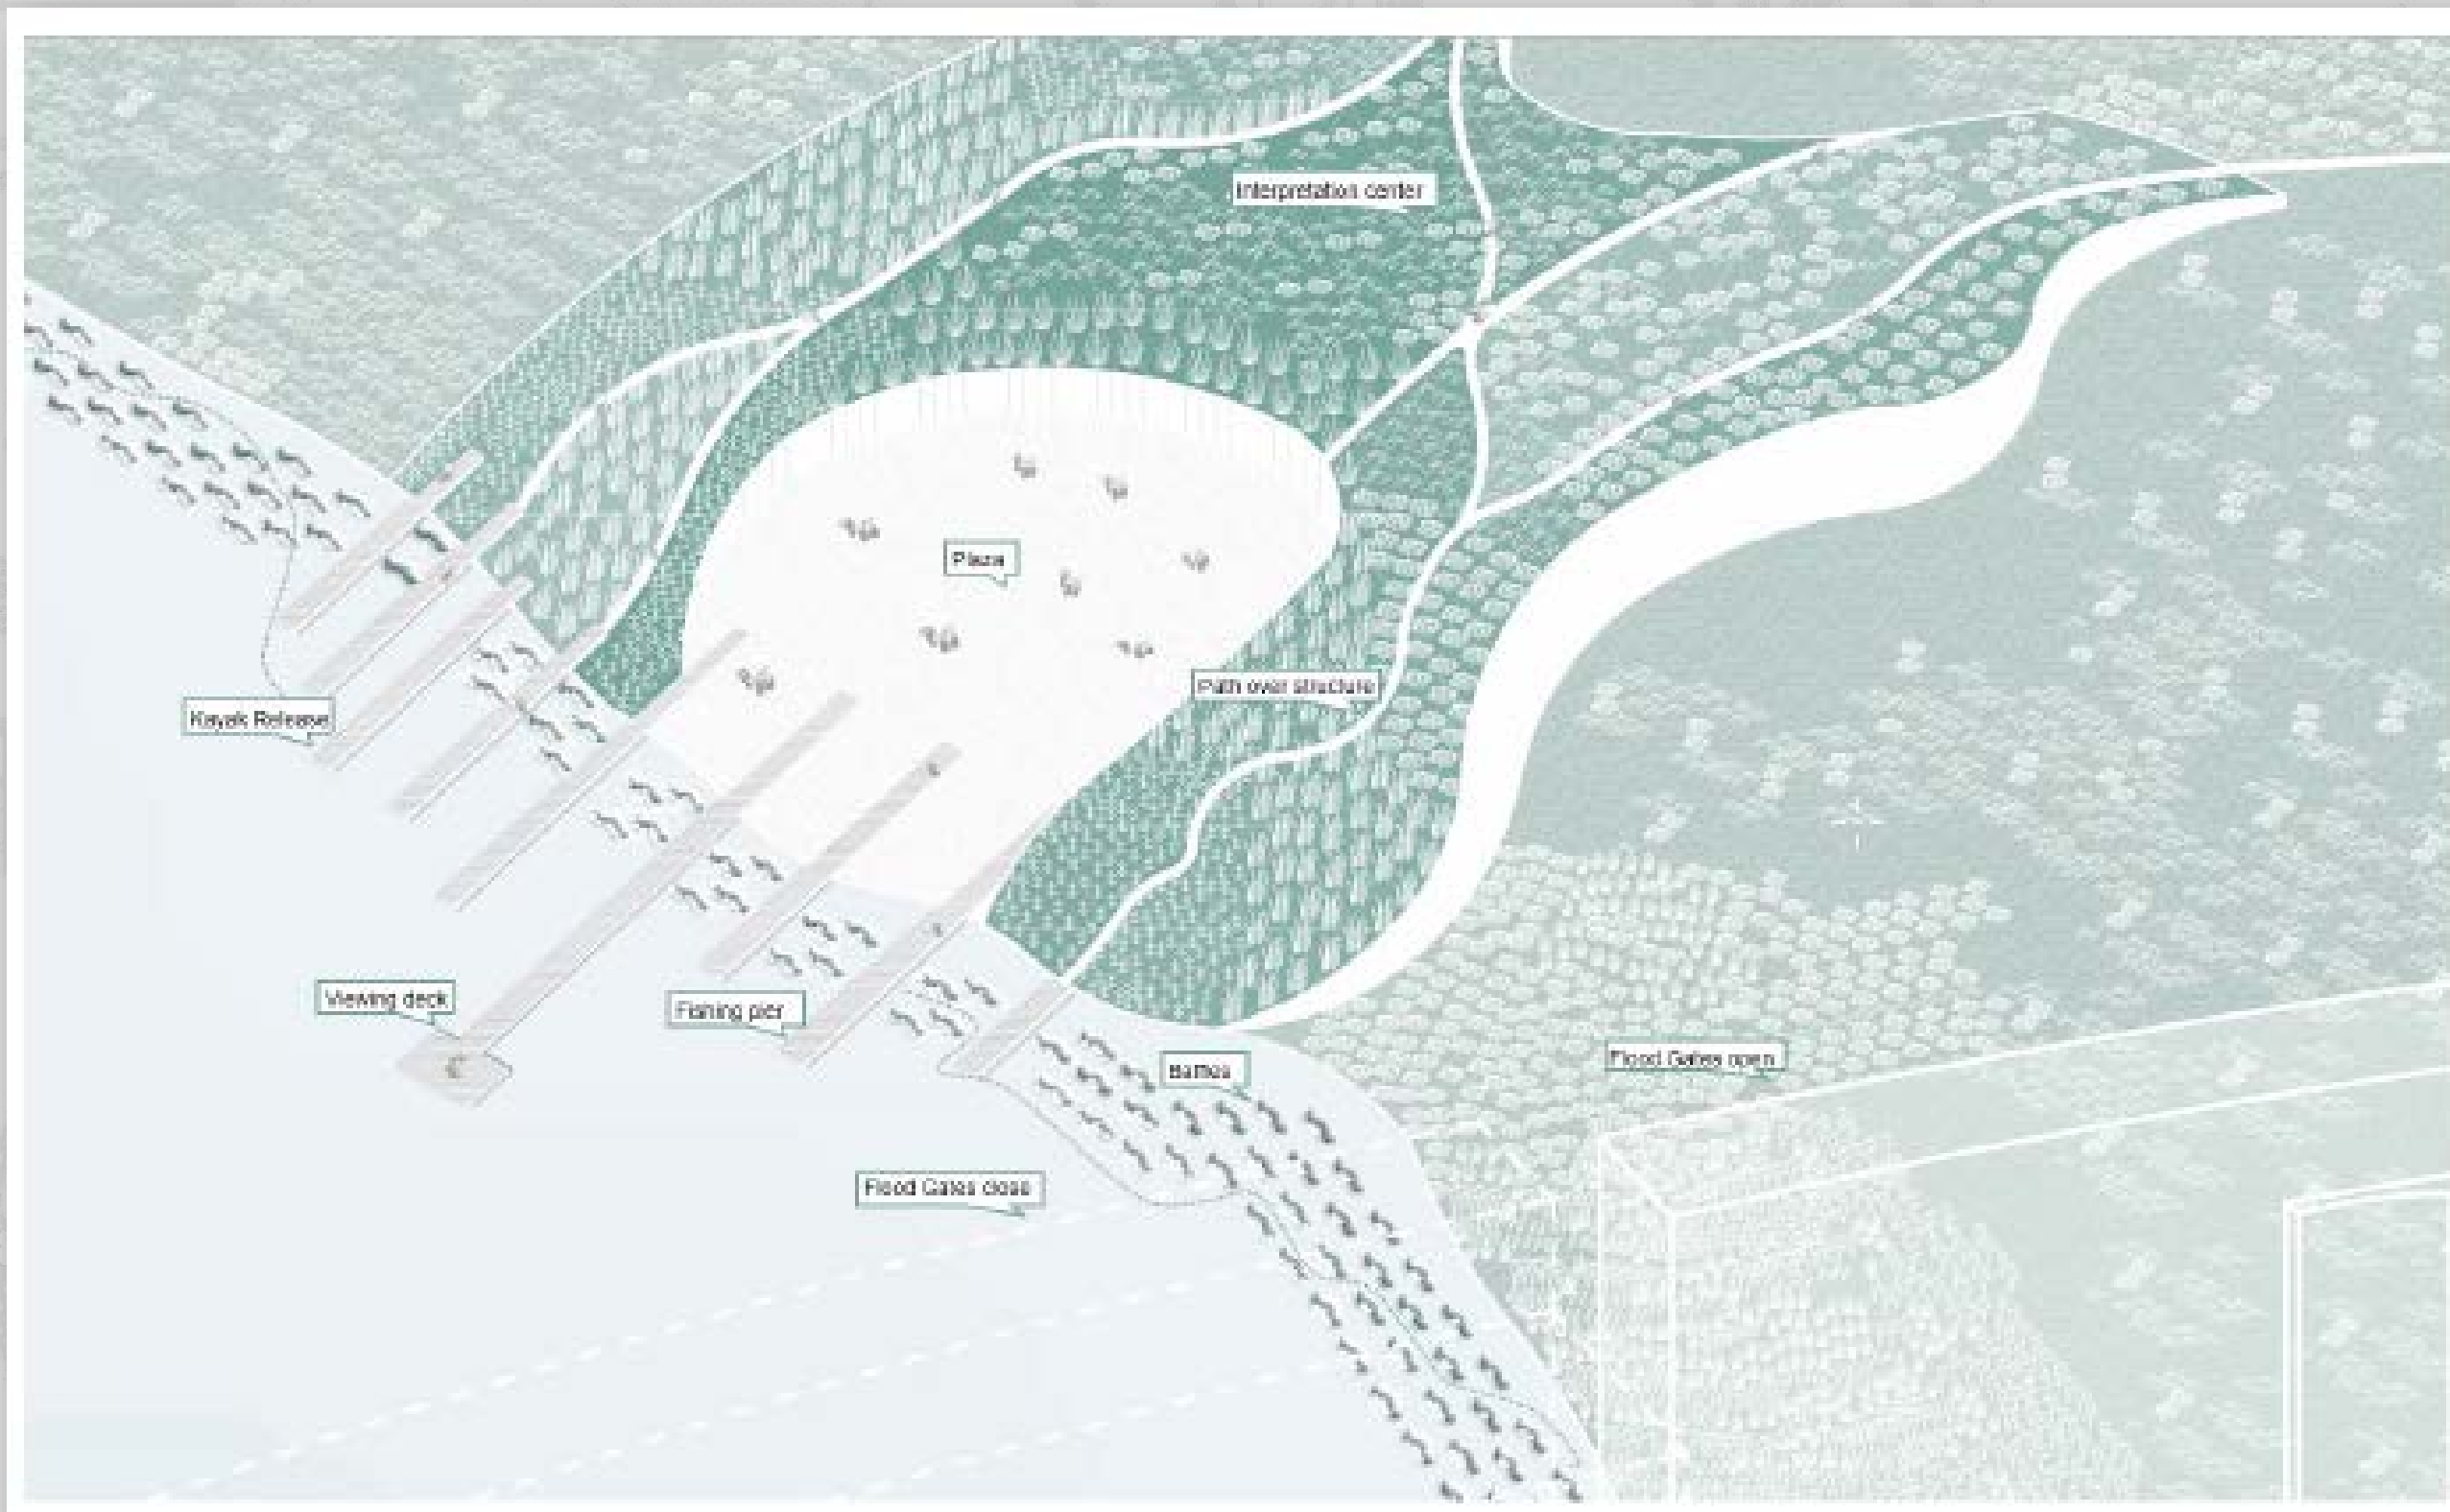 Interpretation center
Plaza
Path over structure
Kayak Release
Viewing deck
Fishing pier
Flood Gates open
Baffles
Flood Gates close